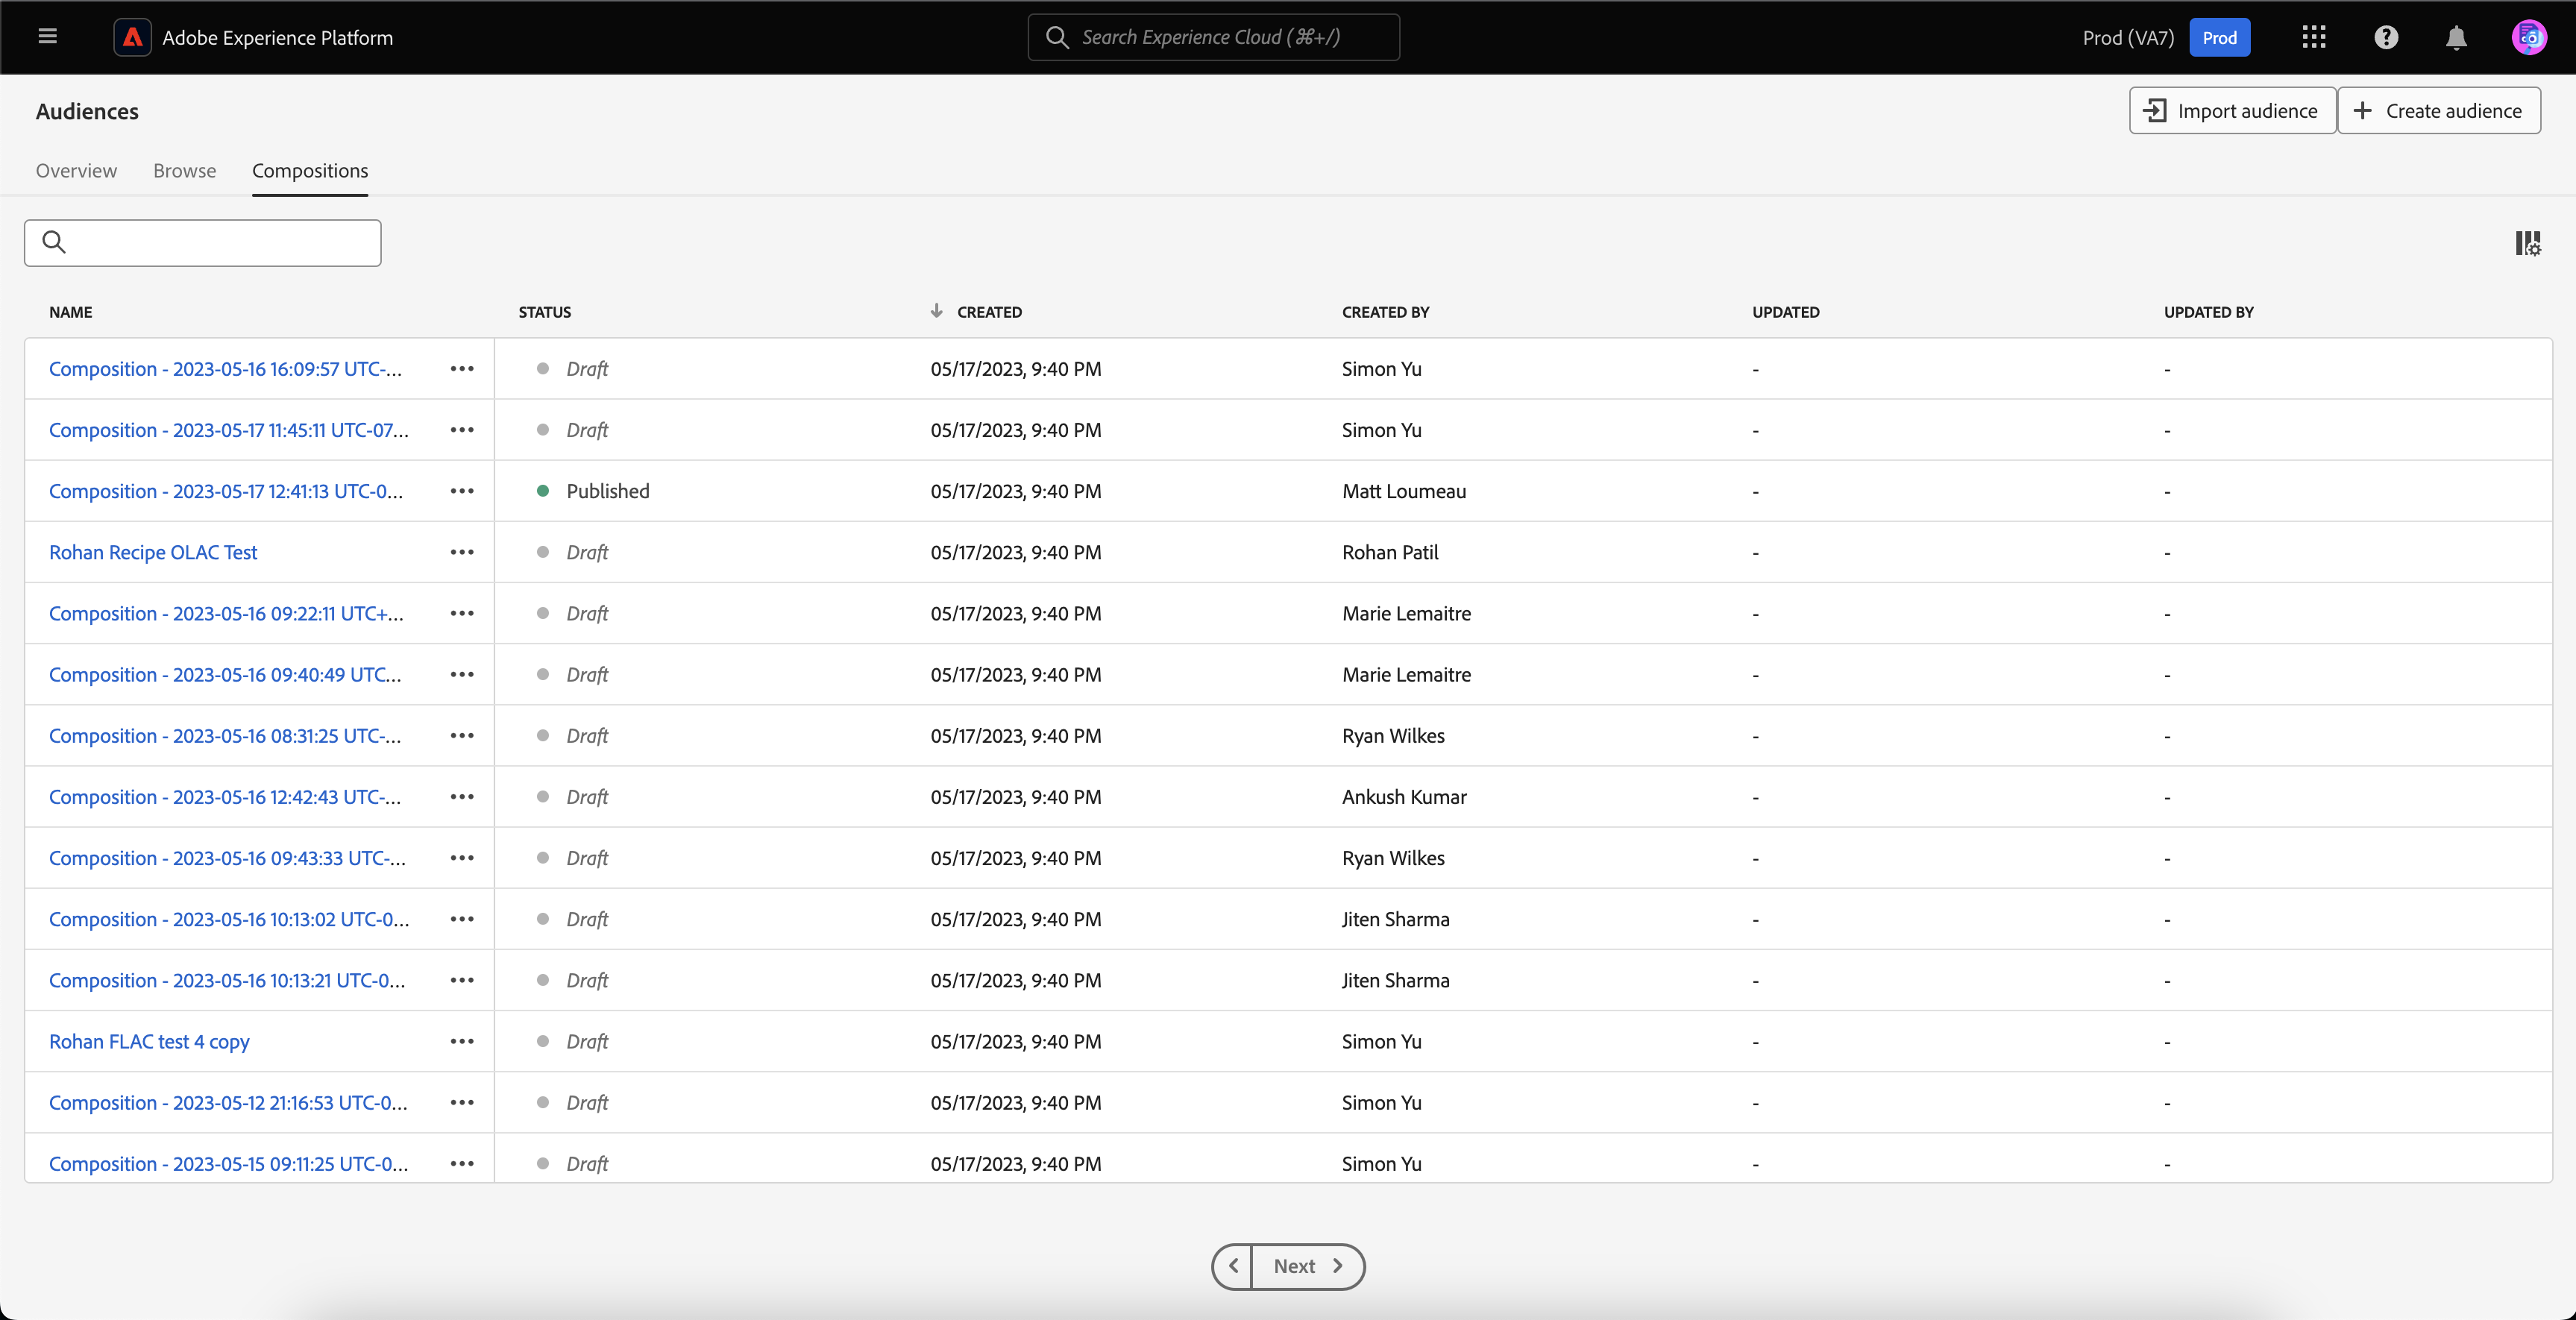 Adobe Experience Platform
Search Experience Cloud (⌘+/)
Prod (VA7) Prod
Audiences
Import audience
Create audience
Overview Browse Compositions
NAME STATUS CREATED CREATED BY UPDATED UPDATED BY
Composition - 2023-05-16 16:09:57 UTC-... Draft 05/17/2023, 9:40 PM Simon Yu - -
Composition - 2023-05-17 11:45:11 UTC-07... Draft 05/17/2023, 9:40 PM Simon Yu - -
Composition - 2023-05-17 12:41:13 UTC-0... Published 05/17/2023, 9:40 PM Matt Loumeau - -
Rohan Recipe OLAC Test Draft 05/17/2023, 9:40 PM Rohan Patil - -
Composition - 2023-05-16 09:22:11 UTC+... Draft 05/17/2023, 9:40 PM Marie Lemaitre - -
Composition - 2023-05-16 09:40:49 UTC... Draft 05/17/2023, 9:40 PM Marie Lemaitre - -
Composition - 2023-05-16 08:31:25 UTC-... Draft 05/17/2023, 9:40 PM Ryan Wilkes - -
Composition - 2023-05-16 12:42:43 UTC-... Draft 05/17/2023, 9:40 PM Ankush Kumar - -
Composition - 2023-05-16 09:43:33 UTC-... Draft 05/17/2023, 9:40 PM Ryan Wilkes - -
Composition - 2023-05-16 10:13:02 UTC-0... Draft 05/17/2023, 9:40 PM Jiten Sharma - -
Composition - 2023-05-16 10:13:21 UTC-0... Draft 05/17/2023, 9:40 PM Jiten Sharma - -
Rohan FLAC test 4 copy Draft 05/17/2023, 9:40 PM Simon Yu - -
Composition - 2023-05-12 21:16:53 UTC-0... Draft 05/17/2023, 9:40 PM Simon Yu - -
Composition - 2023-05-15 09:11:25 UTC-0... Draft 05/17/2023, 9:40 PM Simon Yu - -
Next